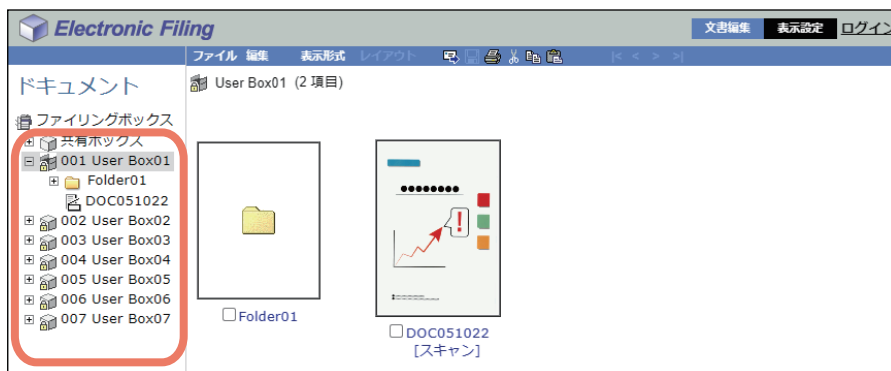 Electronic Filing
文書編集 表示設定 ログイン
ファイル 編集 表示形式 レイアウト |< < > >|
ドキュメント
ファイリングボックス
共有ボックス
001 User Box01
Folder01
DOC051022
002 User Box02
003 User Box03
004 User Box04
005 User Box05
006 User Box06
007 User Box07
User Box01 (2 項目)
Folder01
!
DOC051022
[スキャン]